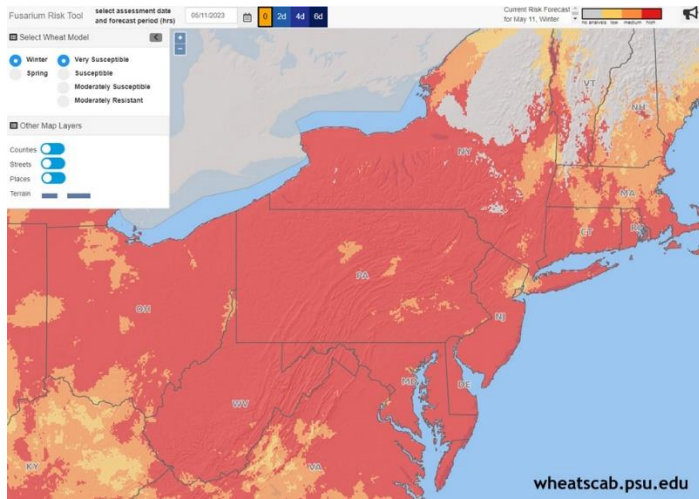 Fusarium Risk Tool
select assessment date
and forecast period (hrs)
05/11/2023
0 2d 4d 6d
Current Risk Forecast
for May 11, Winter
no analysis low medium high
Select Wheat Model
Winter Very Susceptible
Spring Susceptible
Moderately Susceptible
Moderately Resistant
Other Map Layers
Counties
Streets
Places
Terrain
+
-
VT
NH
NY
MA
CT
RI
PA
OH
NJ
MD
DE
WV
KY
VA
wheatscab.psu.edu